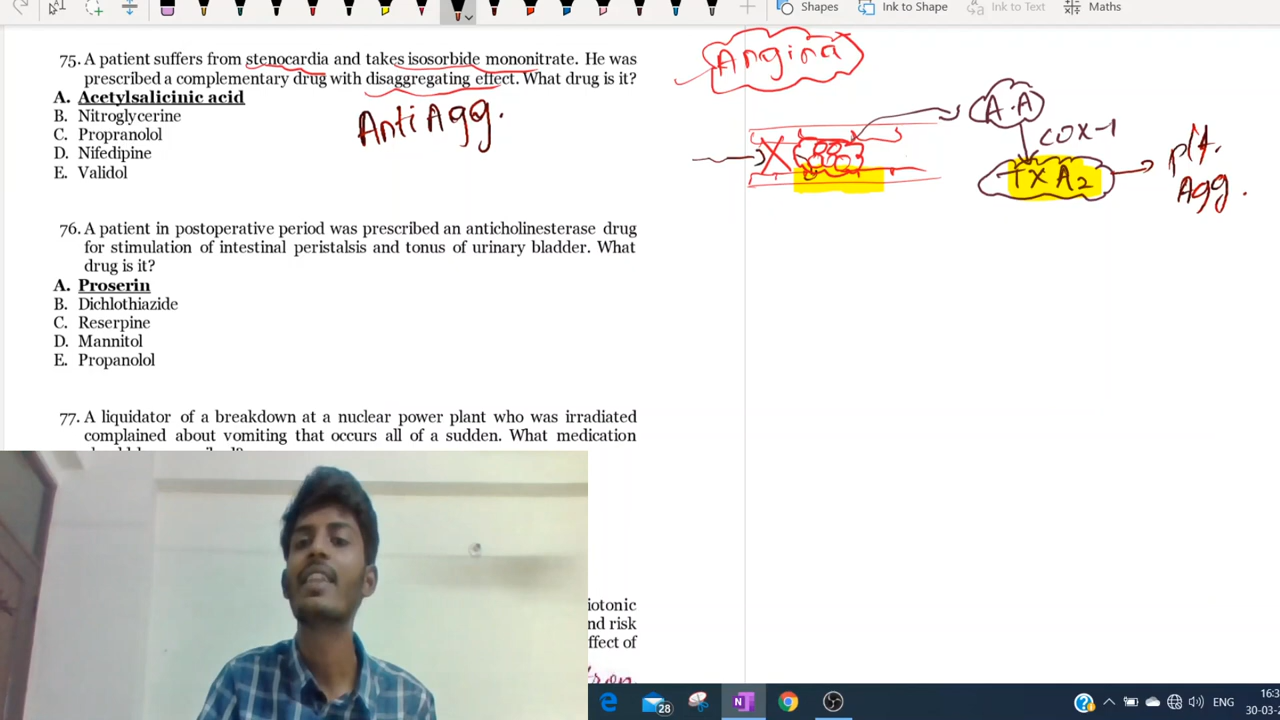 Shapes
Ink to Shape
Ink to Text
Maths
75. A patient suffers from stenocardia and takes isosorbide mononitrate. He was
prescribed a complementary drug with disaggregating effect. What drug is it?
A. Acetylsalicinic acid
B. Nitroglycerine
C. Propranolol
D. Nifedipine
E. Validol
Anti Agg.
Angina
A.A
COX-1
TXA2
plt.
Agg.
76. A patient in postoperative period was prescribed an anticholinesterase drug
for stimulation of intestinal peristalsis and tonus of urinary bladder. What
drug is it?
A. Proserin
B. Dichlothiazide
C. Reserpine
D. Mannitol
E. Propanolol
77. A liquidator of a breakdown at a nuclear power plant who was irradiated
complained about vomiting that occurs all of a sudden. What medication
iotonic
nd risk
ffect of
28
ENG
16:3
30-03-2